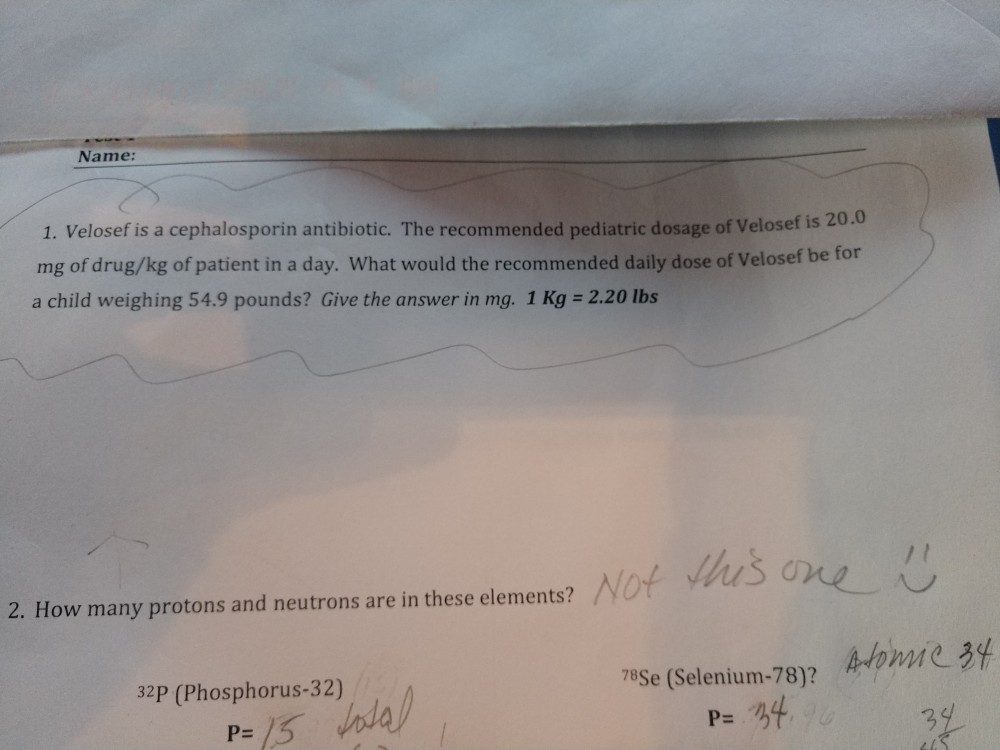 Name:
1. Velosef is a cephalosporin antibiotic. The recommended pediatric dosage of Velosef is 20.0
mg of drug/kg of patient in a day. What would the recommended daily dose of Velosef be for
a child weighing 54.9 pounds? Give the answer in mg. 1 Kg = 2.20 lbs
2. How many protons and neutrons are in these elements? Not this one
32P (Phosphorus-32)
⁷⁸Se (Selenium-78)? Atomic 34
P= 15 total
P= 34
34